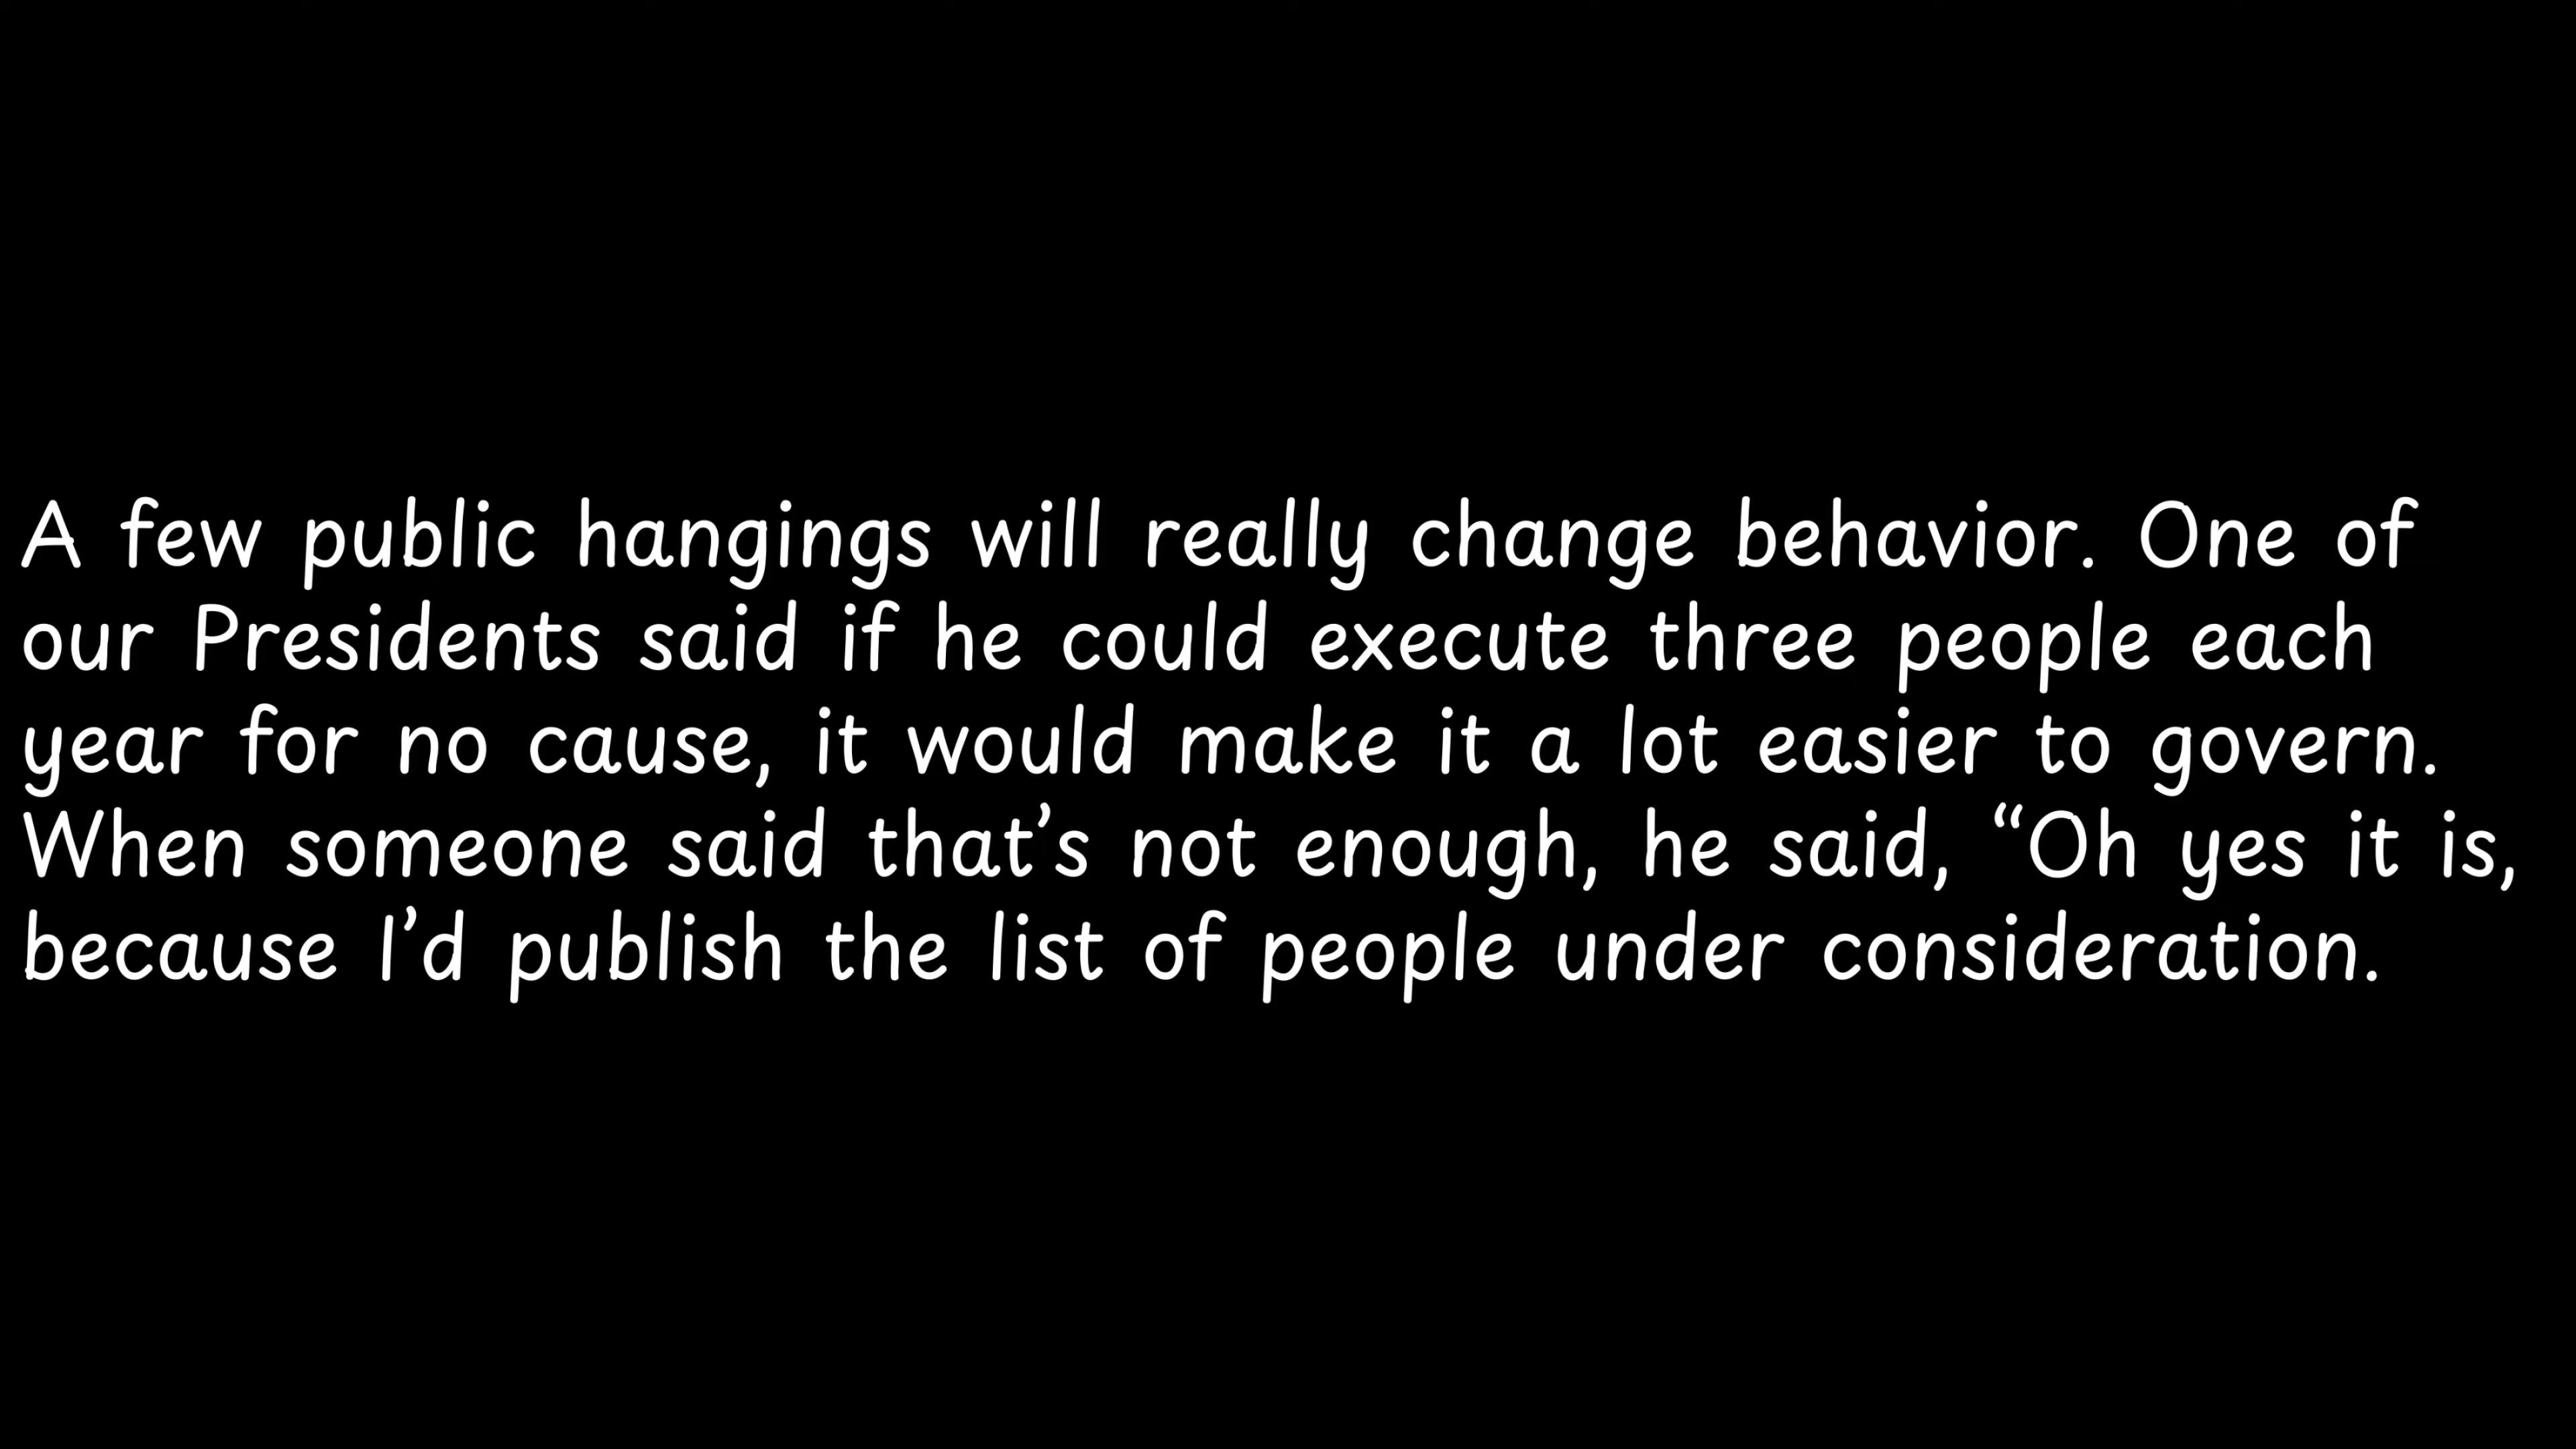 A few public hangings will really change behavior. One of
our Presidents said if he could execute three people each
year for no cause, it would make it a lot easier to govern.
When someone said that’s not enough, he said, “Oh yes it is,
because I’d publish the list of people under consideration.